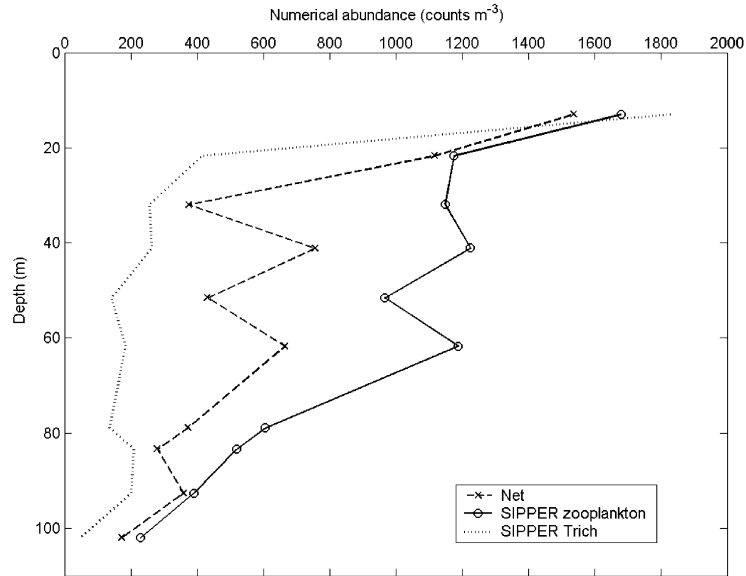 Numerical abundance (counts m-3)
0 200 400 600 800 1000 1200 1400 1600 1800 2000
0
20
40
60
80
100
Depth (m)
Net
SIPPER zooplankton
SIPPER Trich